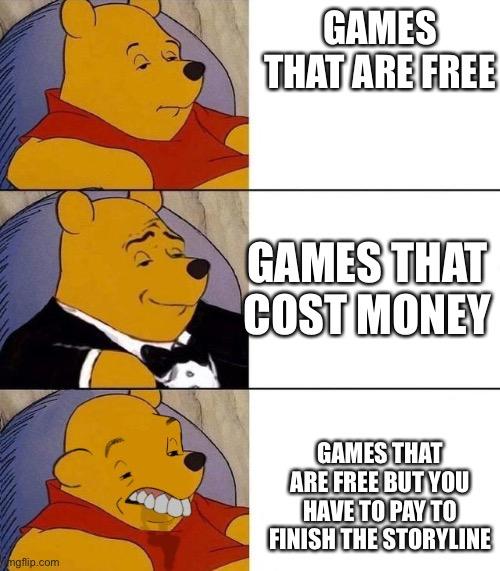 GAMES
THAT ARE FREE
GAMES THAT
COST MONEY
GAMES THAT
ARE FREE BUT YOU
HAVE TO PAY TO
FINISH THE STORYLINE
imgflip.com